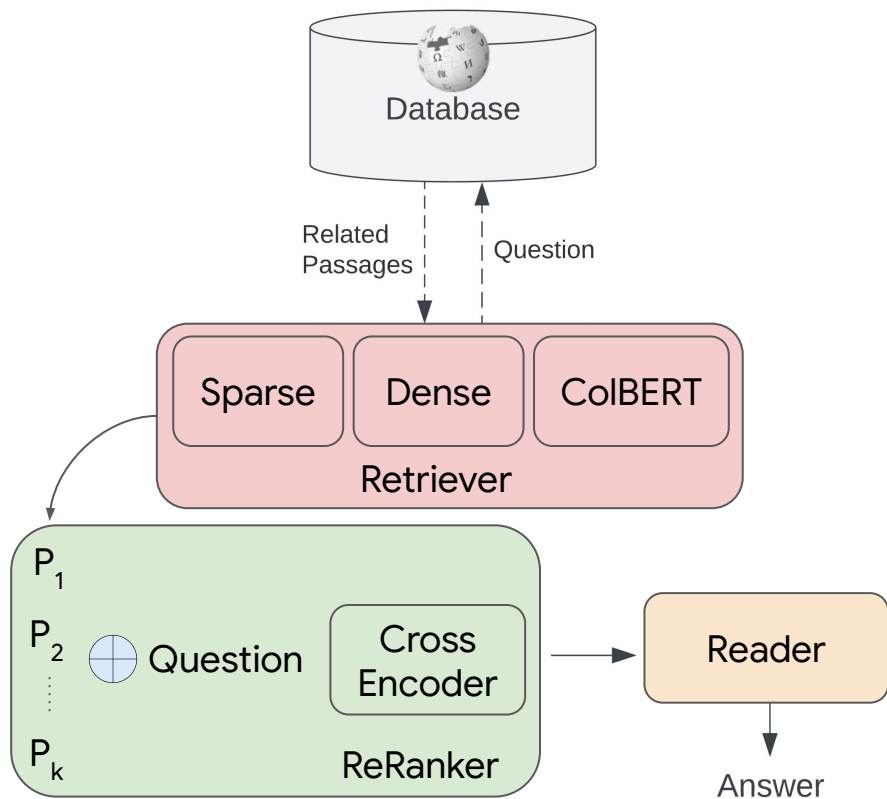 Database
Related
Passages
Question
Sparse
Dense
ColBERT
Retriever
P1
P2
Pk
Question
Cross
Encoder
ReRanker
Reader
Answer